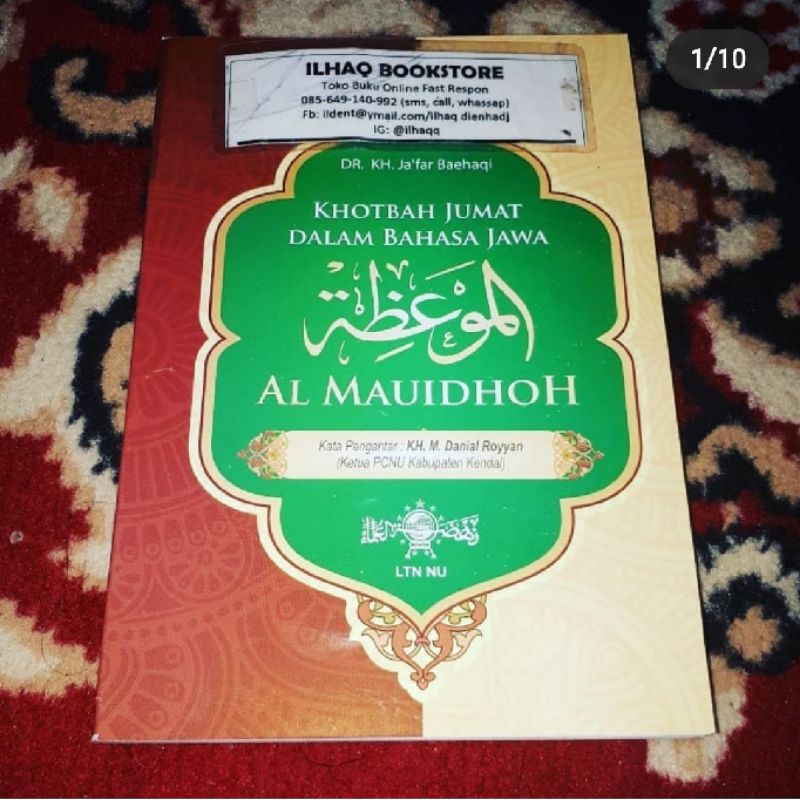 1/10
ILHAQ BOOKSTORE
Toko Buku Online Fast Respon
085-649-140-992 (sms, call, whassap)
Fb: ildent@ymail.com/ilhaq dienhadj
IG: @ilhaqq
DR. KH. Ja'far Baehaqi
KHOTBAH JUMAT
DALAM BAHASA JAWA
الموعظة
AL MAUIDHOH
Kata Pengantar : KH. M. Danial Royyan
(Ketua PCNU Kabupaten Kendal)
نهضة العلماء
LTN NU